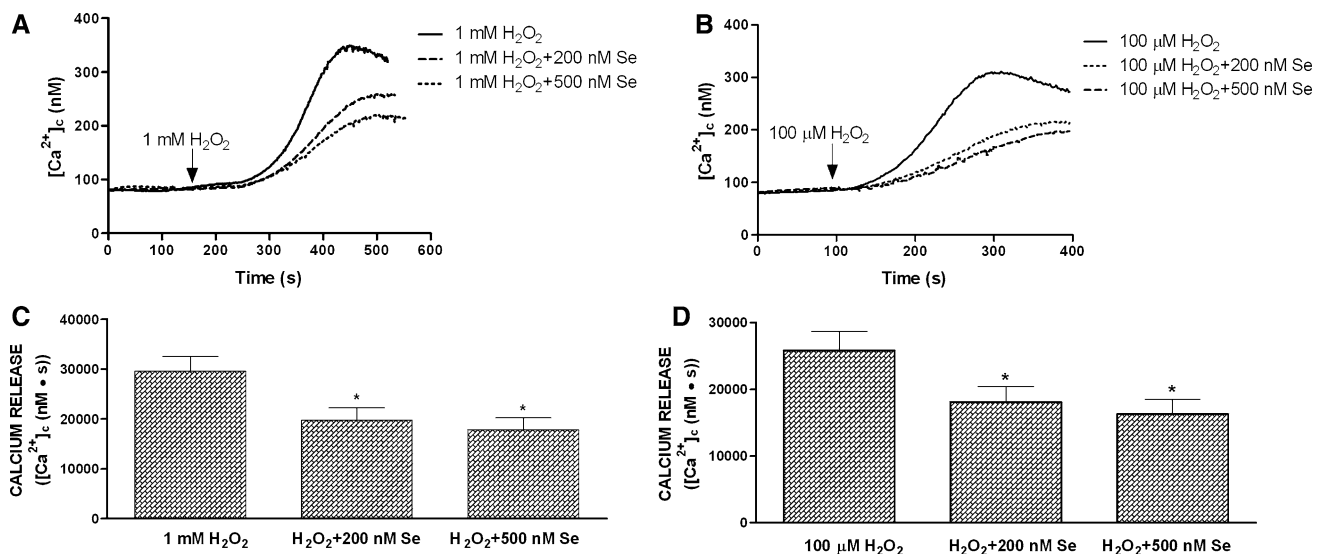 A
400
300
200
100
0
[Ca²⁺]c (nM)
1 mM H₂O₂
0 100 200 300 400 500 600
Time (s)
1 mM H₂O₂
1 mM H₂O₂+200 nM Se
1 mM H₂O₂+500 nM Se
B
400
300
200
100
0
[Ca²⁺]c (nM)
100 μM H₂O₂
0 100 200 300 400
Time (s)
100 μM H₂O₂
100 μM H₂O₂+200 nM Se
100 μM H₂O₂+500 nM Se
C
40000
30000
20000
10000
0
CALCIUM RELEASE
([Ca²⁺]c (nM • s))
* *
1 mM H₂O₂ H₂O₂+200 nM Se H₂O₂+500 nM Se
D
30000
20000
10000
0
CALCIUM RELEASE
([Ca²⁺]c (nM • s))
* *
100 μM H₂O₂ H₂O₂+200 nM Se H₂O₂+500 nM Se